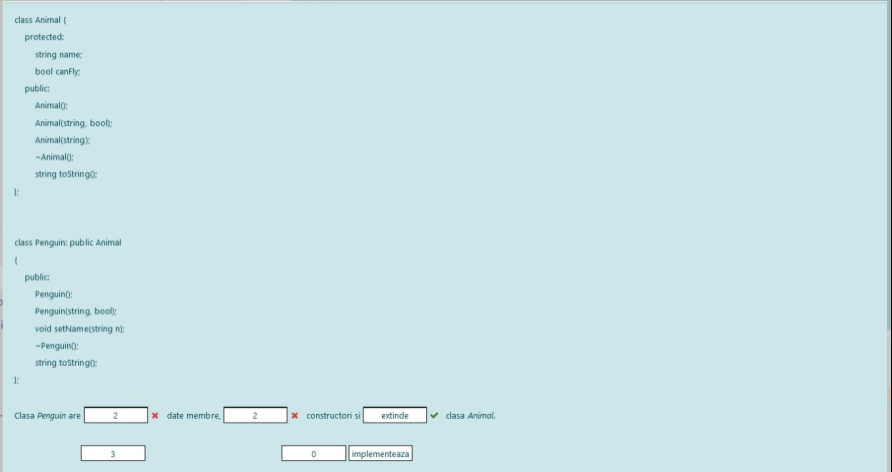 class Animal {
protected:
string name;
bool canFly;
public:
Animal();
Animal(string, bool);
Animal(string);
~Animal();
string toString();
};
class Penguin: public Animal
{
public:
Penguin();
Penguin(string, bool);
void setName(string n);
~Penguin();
string toString();
};
Clasa Penguin are 2 ✖ date membre, 2 ✖ constructori si extinde ✔ clasa Animal.
3 0 implementeaza